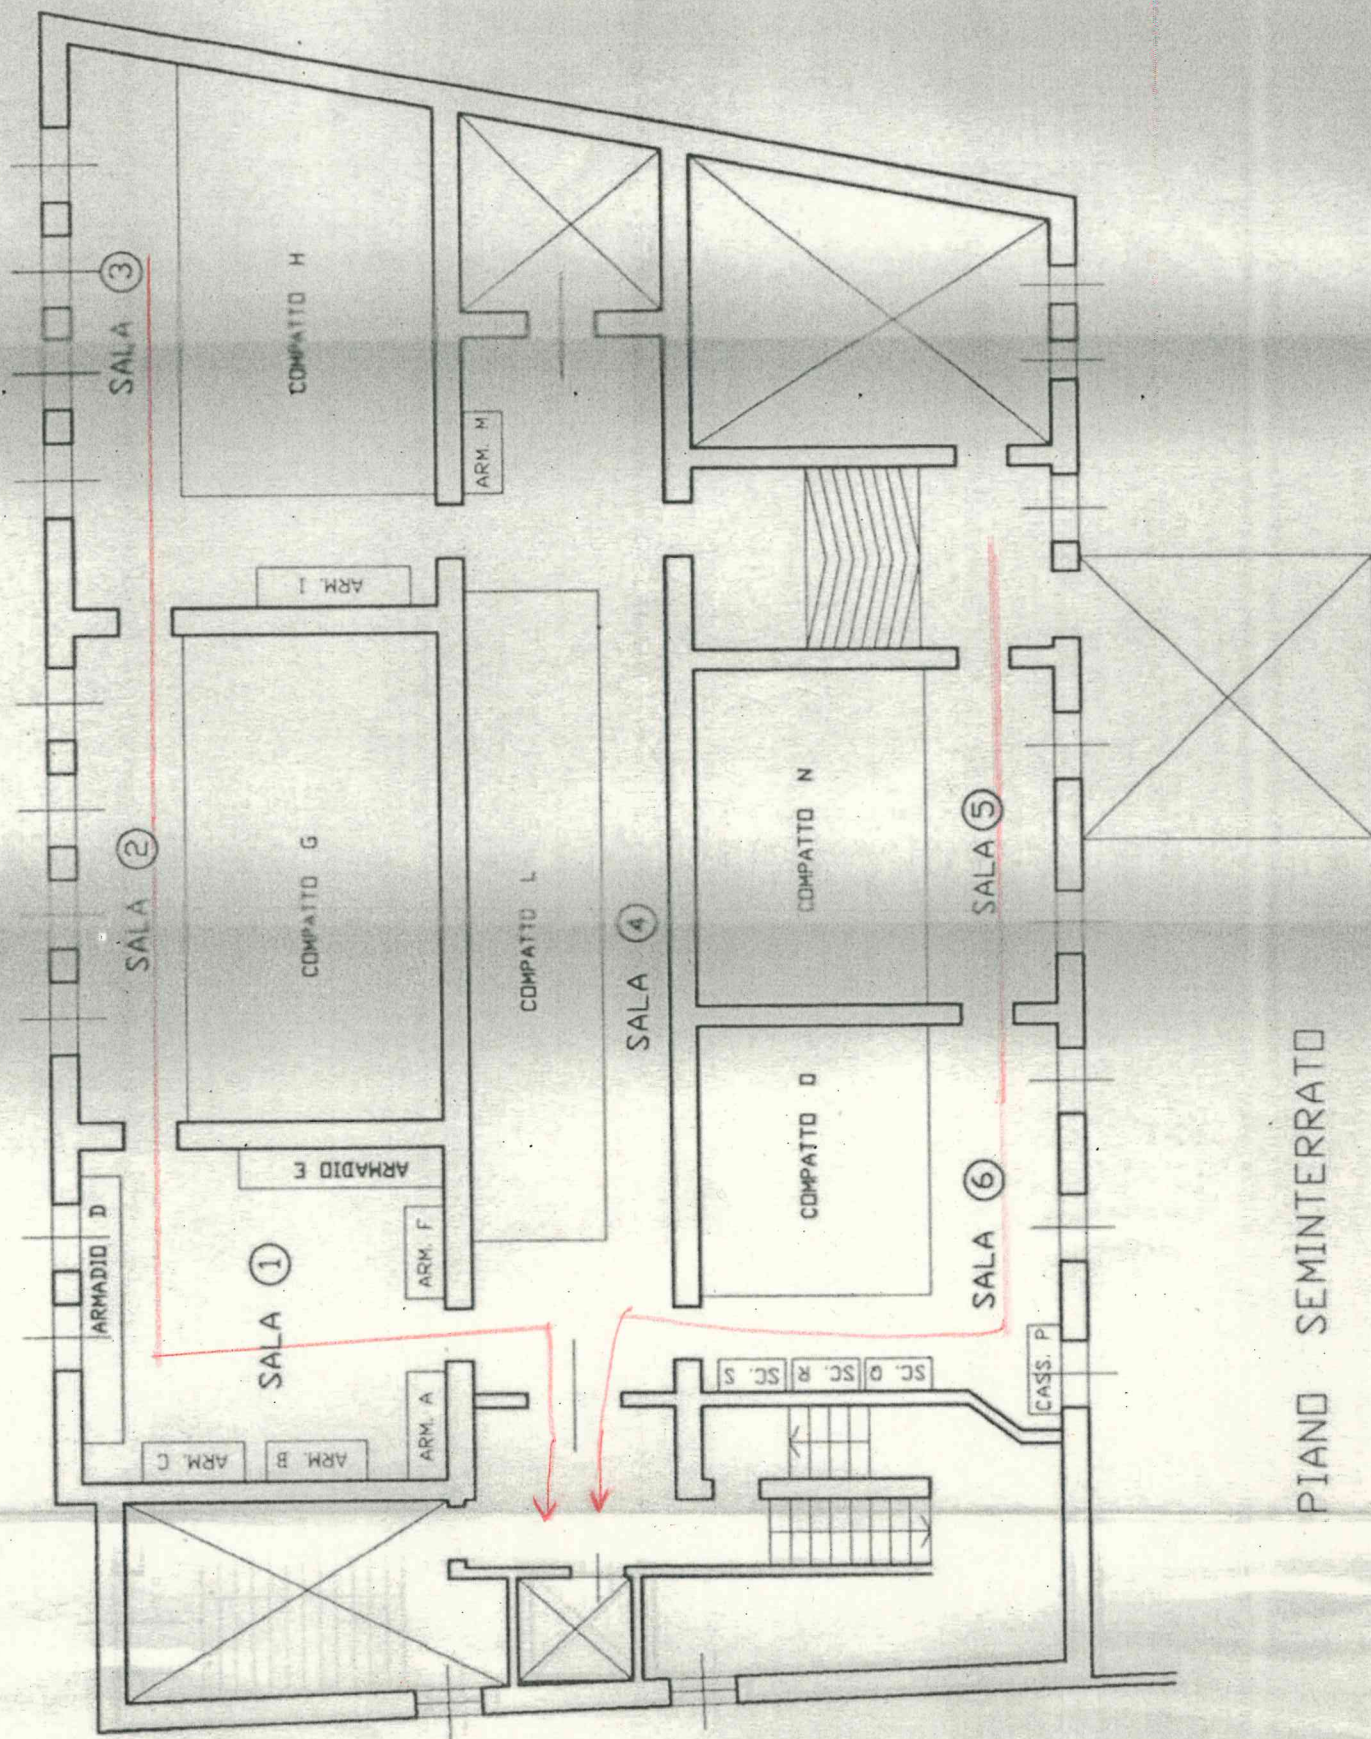 SALA 3
COMPATTO H
ARM. M
ARM. I
SALA 2
COMPATTO G
COMPATTO L
SALA 4
COMPATTO N
SALA 5
ARMADIO D
ARMADIO E
ARM. F
SALA 1
ARM. A
ARM. B
ARM. C
COMPATTO O
SALA 6
SC. S
SC. R
SC. Q
CASS. P
PIANO SEMINTERRATO